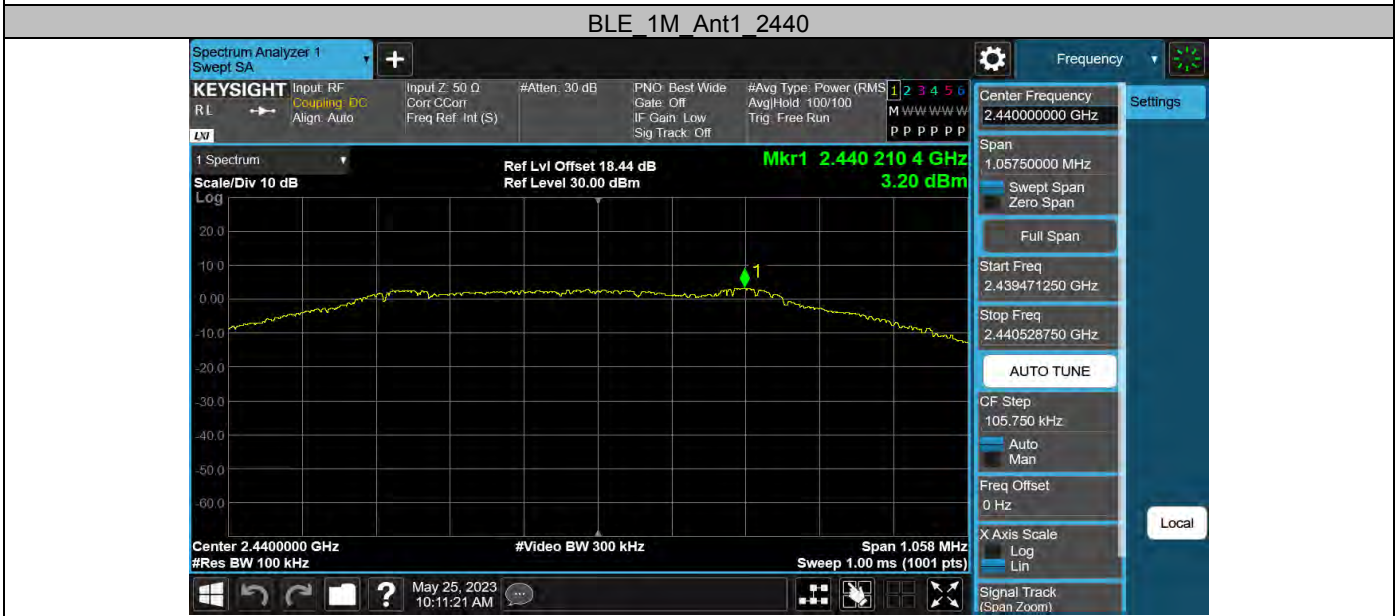 BLE_1M_Ant1_2440
Spectrum Analyzer 1
Swept SA
Frequency
KEYSIGHT
Input: RF
Coupling: DC
Align: Auto
RL
LXI
Input Z: 50 Ω
Corr CCorr
Freq Ref: Int (S)
#Atten: 30 dB
PNO: Best Wide
Gate: Off
IF Gain: Low
Sig Track: Off
#Avg Type: Power (RMS
Avg|Hold: 100/100
Trig: Free Run
1 2 3 4 5 6
M W W W W W
P P P P P P
1 Spectrum
Scale/Div 10 dB
Ref Lvl Offset 18.44 dB
Ref Level 30.00 dBm
Mkr1 2.440 210 4 GHz
3.20 dBm
Log
20.0
10.0
0.00
-10.0
-20.0
-30.0
-40.0
-50.0
-60.0
1
Center 2.4400000 GHz
#Res BW 100 kHz
#Video BW 300 kHz
Span 1.058 MHz
Sweep 1.00 ms (1001 pts)
Center Frequency
2.440000000 GHz
Settings
Span
1.05750000 MHz
Swept Span
Zero Span
Full Span
Start Freq
2.439471250 GHz
Stop Freq
2.440528750 GHz
AUTO TUNE
CF Step
105.750 kHz
Auto
Man
Freq Offset
0 Hz
X Axis Scale
Log
Lin
Local
Signal Track
(Span Zoom)
?
May 25, 2023
10:11:21 AM